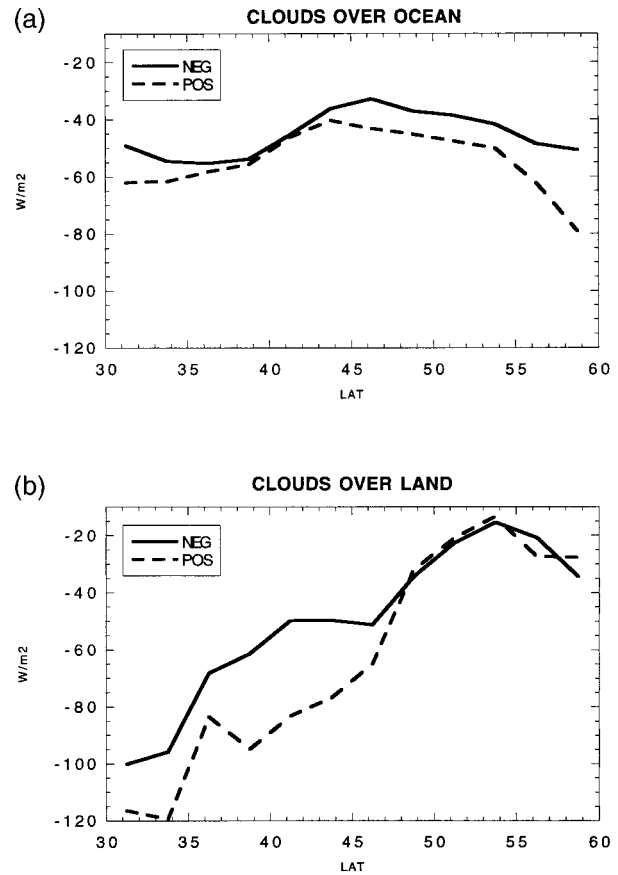 (a)
CLOUDS OVER OCEAN
NEG
POS
-20
-40
-60
-80
-100
-120
W/m2
30 35 40 45 50 55 60
LAT
(b)
CLOUDS OVER LAND
NEG
POS
-20
-40
-60
-80
-100
-120
W/m2
30 35 40 45 50 55 60
LAT